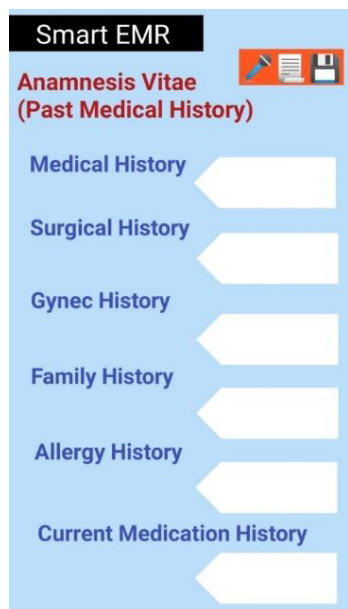 Smart EMR
Anamnesis Vitae
(Past Medical History)
Medical History
Surgical History
Gynec History
Family History
Allergy History
Current Medication History